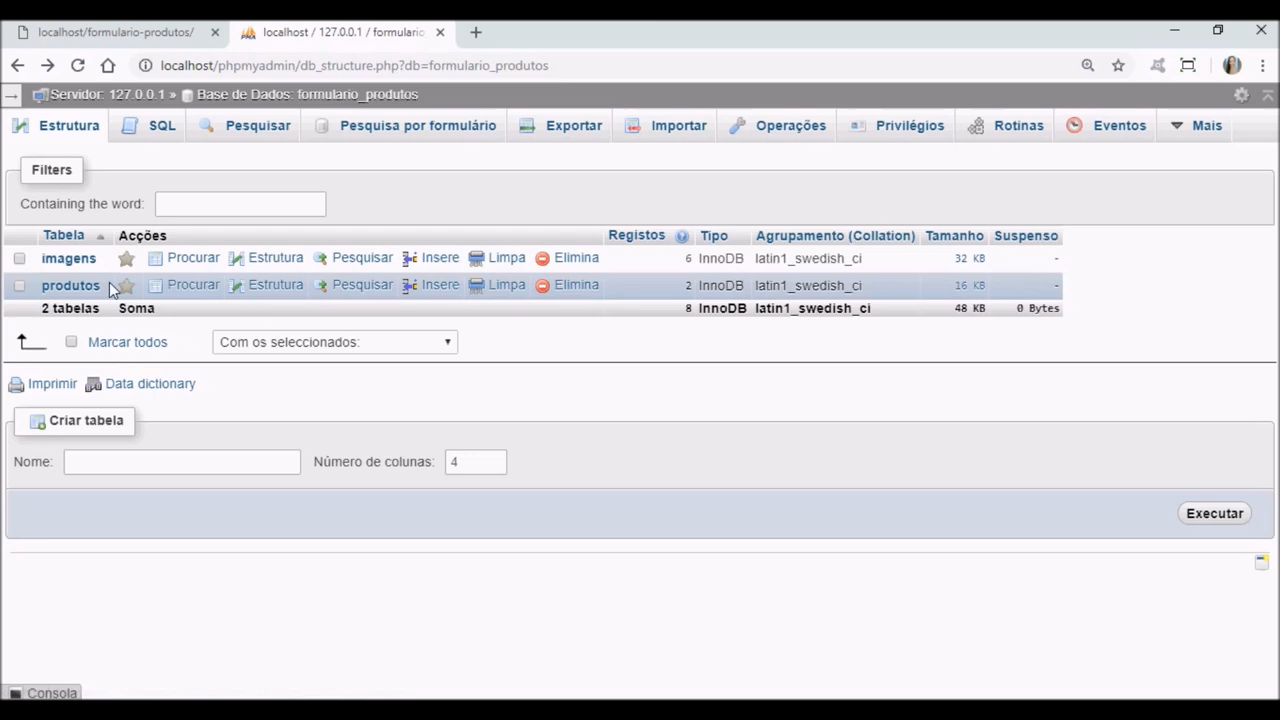 localhost/formulario-produtos/ localhost / 127.0.0.1 / formulario
localhost/phpmyadmin/db_structure.php?db=formulario_produtos
Servidor: 127.0.0.1 » Base de Dados: formulario_produtos
Estrutura SQL Pesquisar Pesquisa por formulário Exportar Importar Operações Privilégios Rotinas Eventos Mais
Filters
Containing the word:
Tabela Acções Registos Tipo Agrupamento (Collation) Tamanho Suspenso
imagens Procurar Estrutura Pesquisar Insere Limpa Elimina 6 InnoDB latin1_swedish_ci 32 KB -
produtos Procurar Estrutura Pesquisar Insere Limpa Elimina 2 InnoDB latin1_swedish_ci 16 KB -
2 tabelas Soma 8 InnoDB latin1_swedish_ci 48 KB 0 Bytes
Marcar todos Com os seleccionados:
Imprimir Data dictionary
Criar tabela
Nome: Número de colunas: 4
Executar
Consola